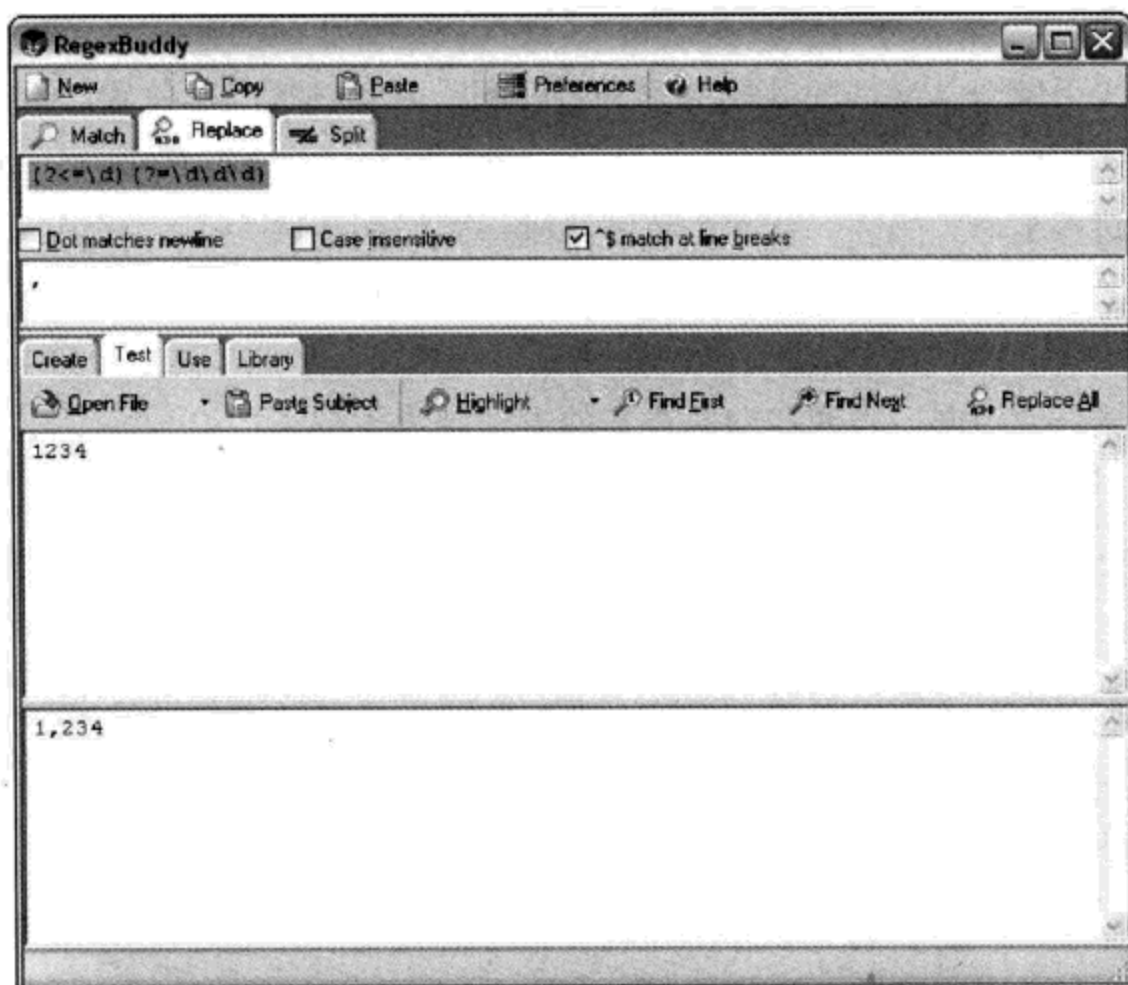 RegexBuddy
New Copy Paste Preferences Help
Match Replace Split
(?<=\d)(?=\d\d\d)
Dot matches newline Case insensitive ^$ match at line breaks
,
Create Test Use Library
Open File Paste Subject Highlight Find First Find Next Replace All
1234
1,234